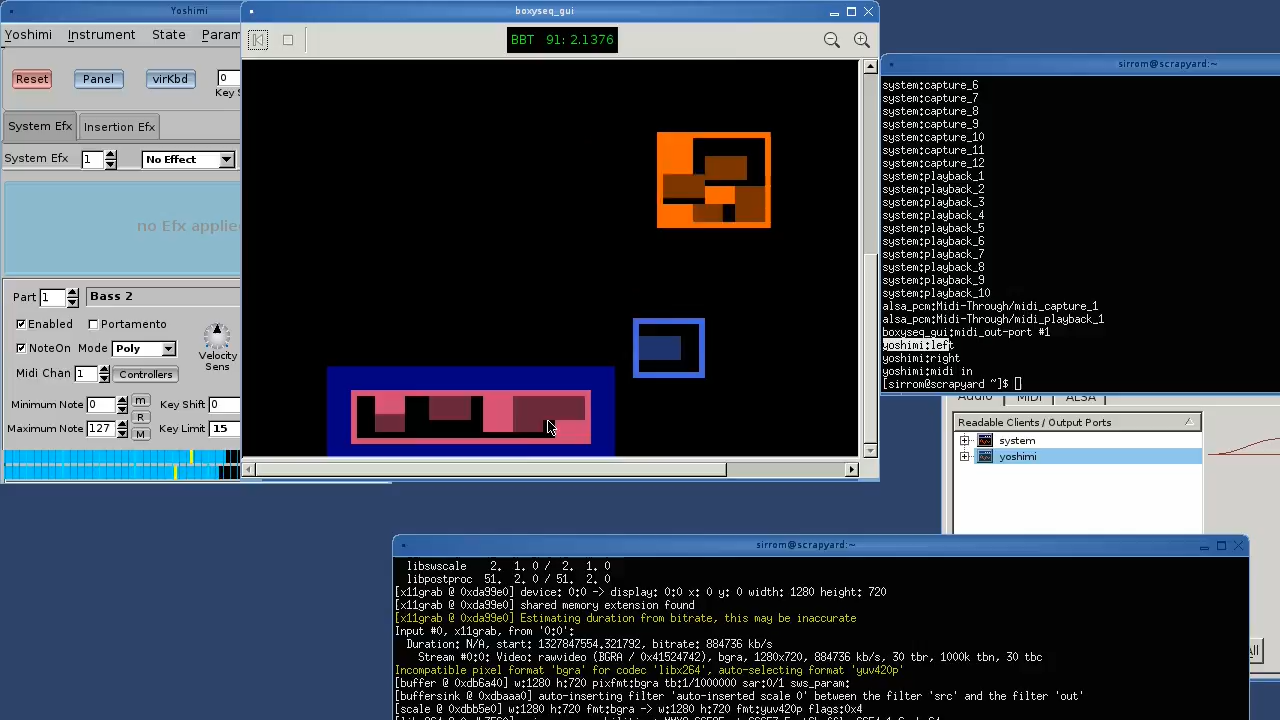 Yoshimi
Yoshimi Instrument State Param
Reset Panel virKbd 0
Key S
System Efx Insertion Efx
System Efx 1 No Effect
no Efx applie
Part 1 Bass 2
Enabled Portamento
NoteOn Mode Poly
Velocity
Sens
Midi Chan 1 Controllers
Minimum Note 0 m Key Shift 0
R
Maximum Note 127 M Key Limit 15
boxyseq_gui
BBT 91: 2.1376
sirrom@scrapyard:~
system:capture_6
system:capture_7
system:capture_8
system:capture_9
system:capture_10
system:capture_11
system:capture_12
system:playback_1
system:playback_2
system:playback_3
system:playback_4
system:playback_5
system:playback_6
system:playback_7
system:playback_8
system:playback_9
system:playback_10
alsa_pcm:Midi-Through/midi_capture_1
alsa_pcm:Midi-Through/midi_playback_1
boxyseq_gui:midi_out-port #1
yoshimi:left
yoshimi:right
yoshimi:midi in
[sirrom@scrapyard ~]$
Audio MIDI ALSA
Readable Clients / Output Ports
system
yoshimi
All
sirrom@scrapyard:~
libswscale 2. 1. 0 / 2. 1. 0
libpostproc 51. 2. 0 / 51. 2. 0
[x11grab @ 0xda99e0] device: 0:0 -> display: 0:0 x: 0 y: 0 width: 1280 height: 720
[x11grab @ 0xda99e0] shared memory extension found
[x11grab @ 0xda99e0] Estimating duration from bitrate, this may be inaccurate
Input #0, x11grab, from '0:0':
Duration: N/A, start: 1327847554.321792, bitrate: 884736 kb/s
Stream #0:0: Video: rawvideo (BGRA / 0x41524742), bgra, 1280x720, 884736 kb/s, 30 tbr, 1000k tbn, 30 tbc
Incompatible pixel format 'bgra' for codec 'libx264', auto-selecting format 'yuv420p'
[buffer @ 0xdb6a40] w:1280 h:720 pixfmt:bgra tb:1/1000000 sar:0/1 sws_param:
[buffersink @ 0xdbaaa0] auto-inserting filter 'auto-inserted scale 0' between the filter 'src' and the filter 'out'
[scale @ 0xdbb5e0] w:1280 h:720 fmt:bgra -> w:1280 h:720 fmt:yuv420p flags:0x4